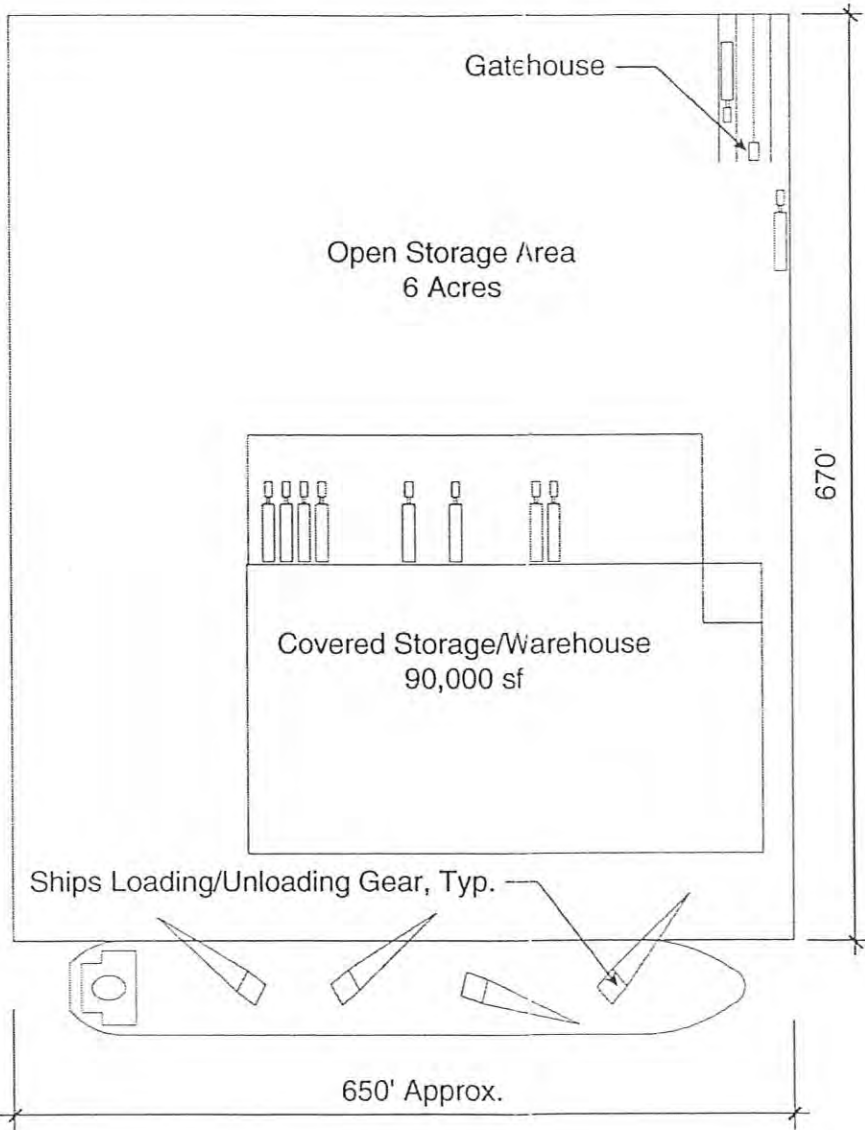 Gatehouse
Open Storage Area
6 Acres
670'
Covered Storage/Warehouse
90,000 sf
Ships Loading/Unloading Gear, Typ.
650' Approx.